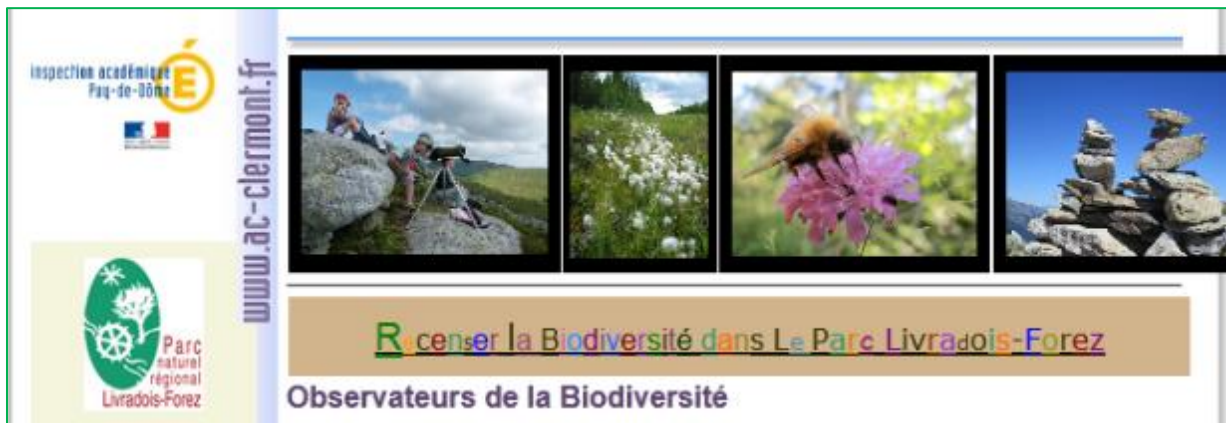 inspection académique
Puy-de-Dôme
www.ac-clermont.fr
Parc
naturel
régional
Livradois-Forez
Recenser la Biodiversité dans Le Parc Livradois-Forez
Observateurs de la Biodiversité